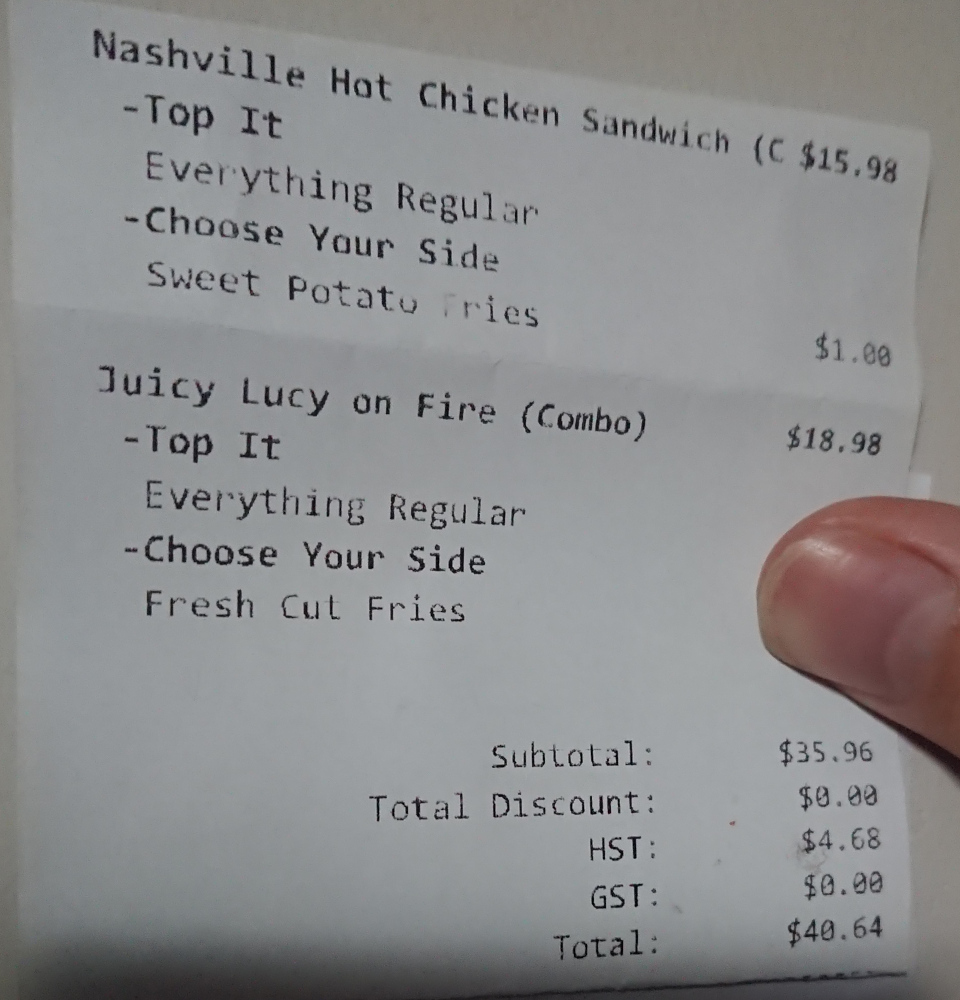 Nashville Hot Chicken Sandwich (C $15.98
-Top It
Everything Regular
-Choose Your Side
Sweet Potato Fries
$1.00
Juicy Lucy on Fire (Combo) $18.98
-Top It
Everything Regular
-Choose Your Side
Fresh Cut Fries
Subtotal: $35.96
Total Discount: $0.00
HST: $4.68
GST: $0.00
Total: $40.64